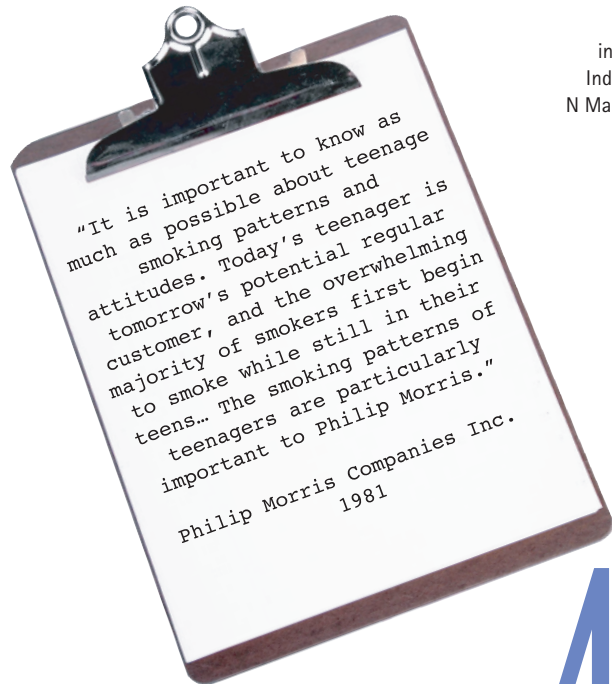 “It is important to know as
much as possible about teenage
smoking patterns and
attitudes. Today’s teenager is
tomorrow’s potential regular
customer, and the overwhelming
majority of smokers first begin
to smoke while still in their
teens… The smoking patterns of
teenagers are particularly
important to Philip Morris.”
Philip Morris Companies Inc.
1981
in
Ind
N Ma